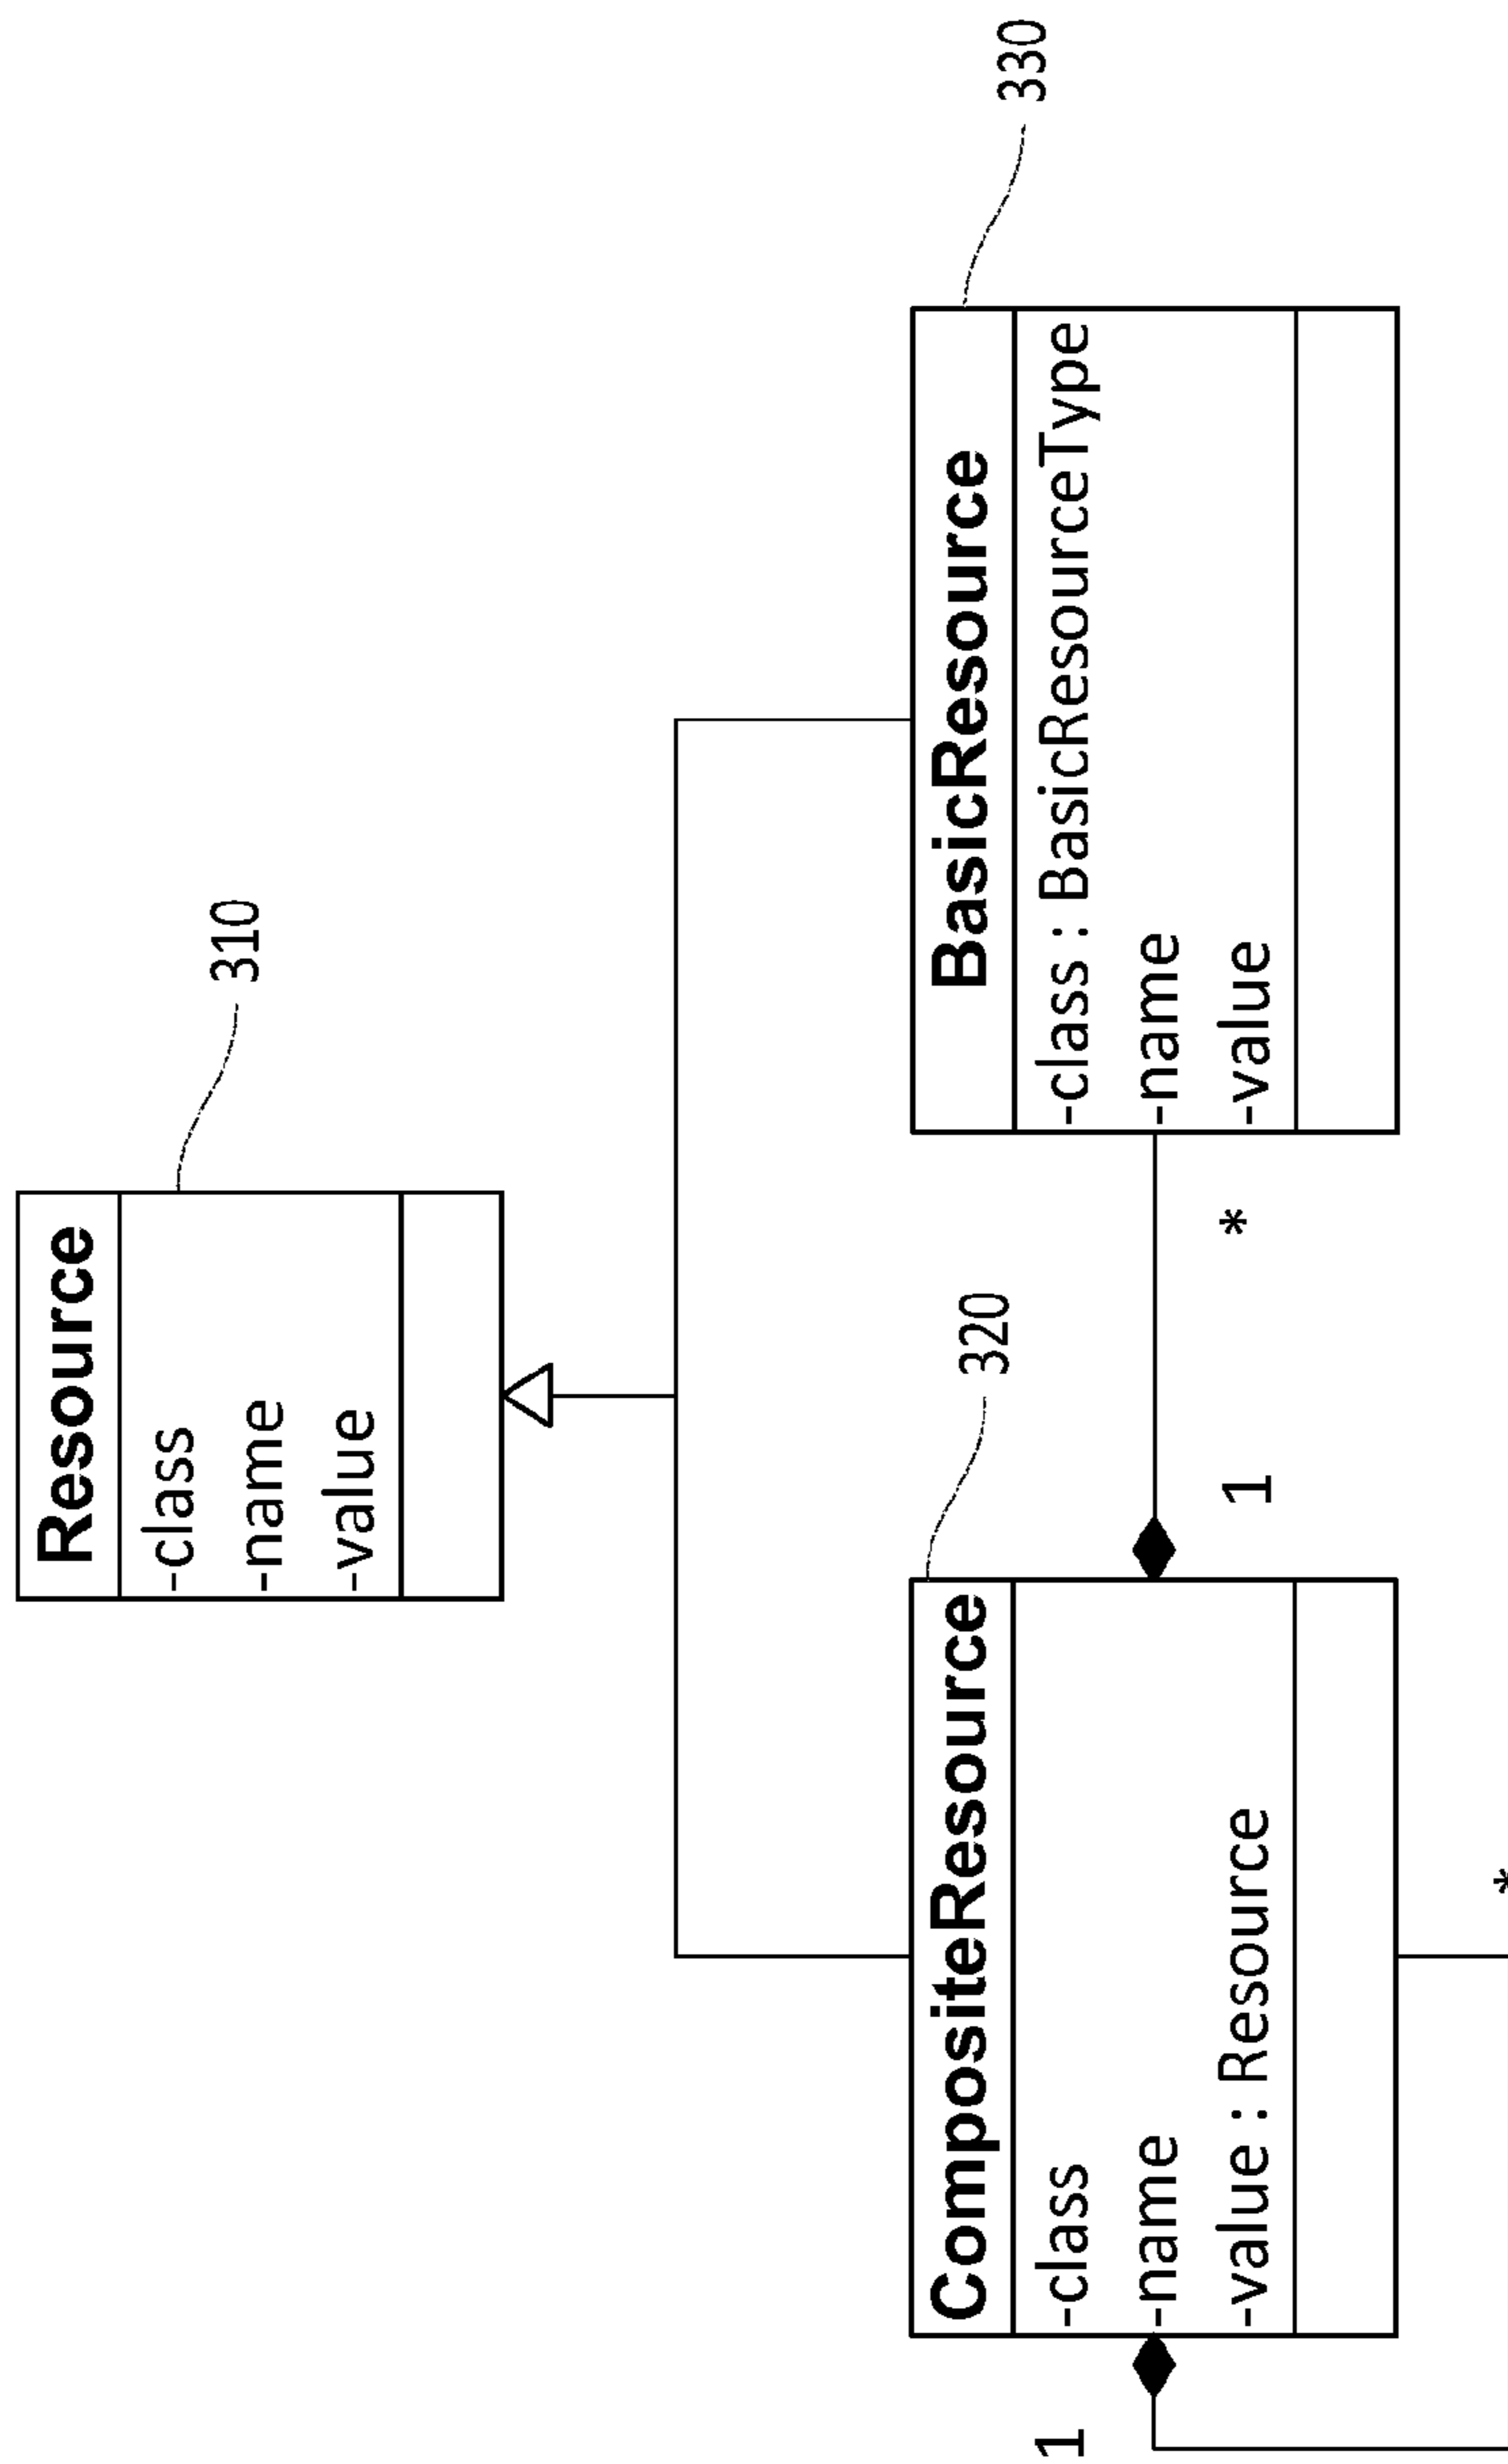 Resource
-class
-name
-value
310
CompositeResource
-class
-name
-value : Resource
320
BasicResource
-class : BasicResourceType
-name
-value
330
1
*
1
*